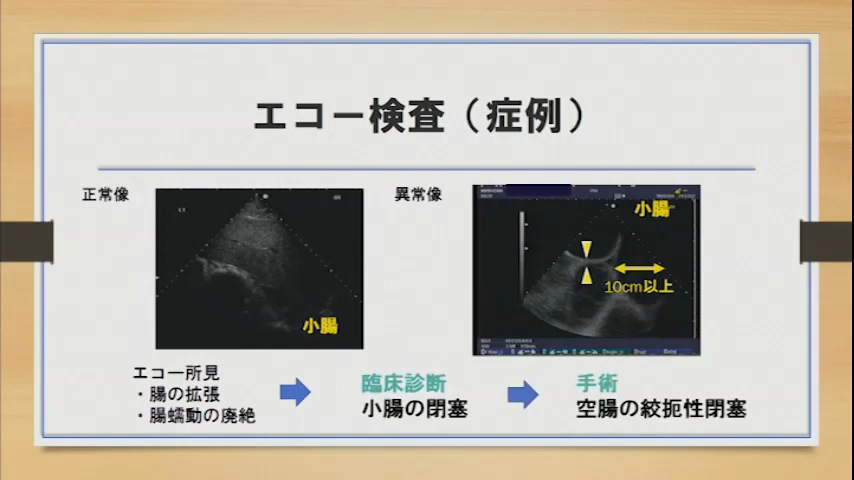 エコー検査（症例）
正常像
異常像
小腸
小腸
10cm以上
エコー所見
・腸の拡張
・腸蠕動の廃絶
臨床診断
小腸の閉塞
手術
空腸の絞扼性閉塞